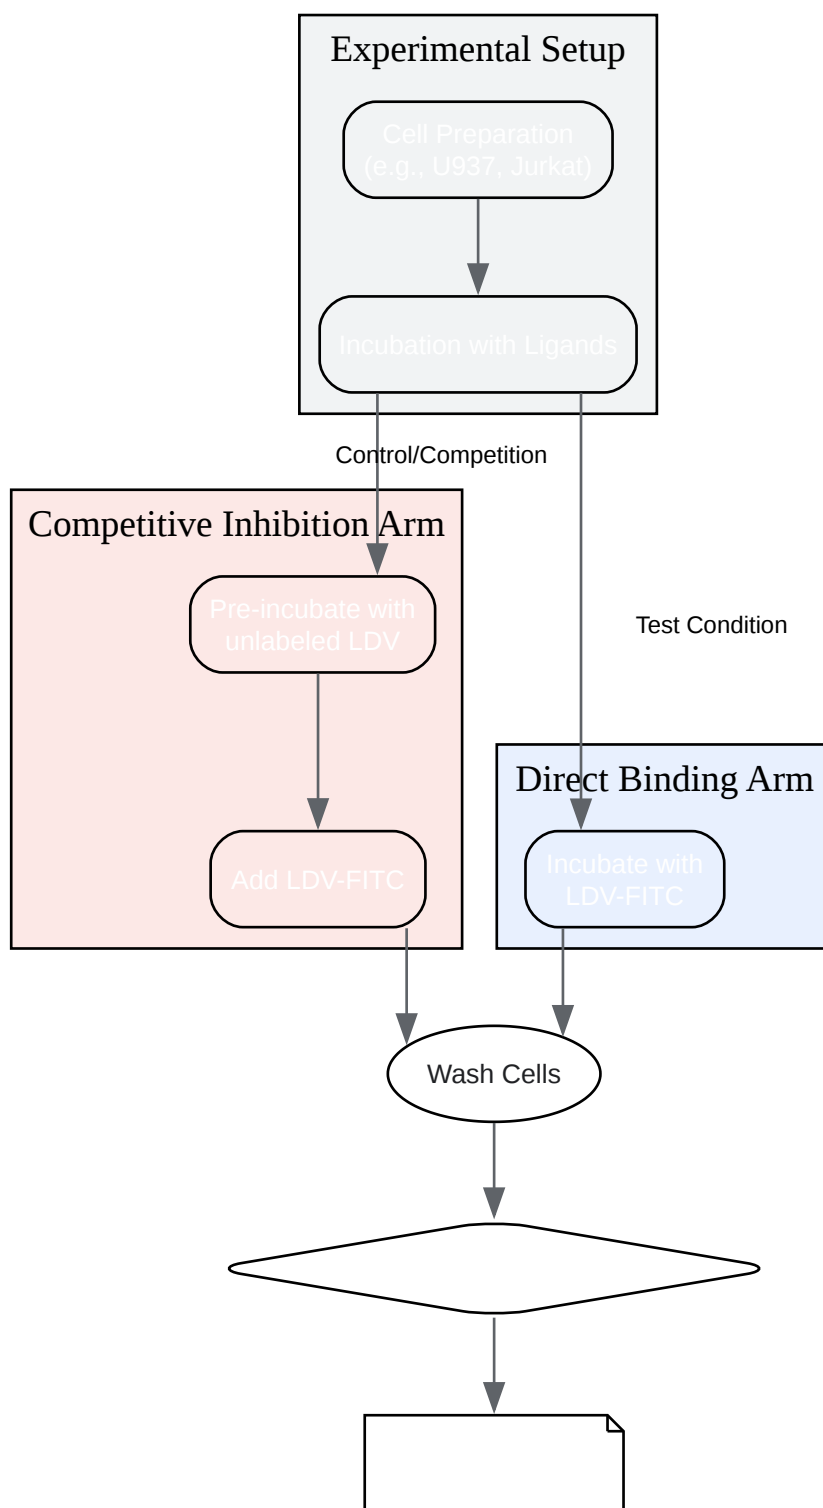 Experimental Setup
Cell Preparation
(e.g., U937, Jurkat)
Incubation with Ligands
Control/Competition
Competitive Inhibition Arm
Pre-incubate with
unlabeled LDV
Test Condition
Direct Binding Arm
Add LDV-FITC
Incubate with
LDV-FITC
Wash Cells